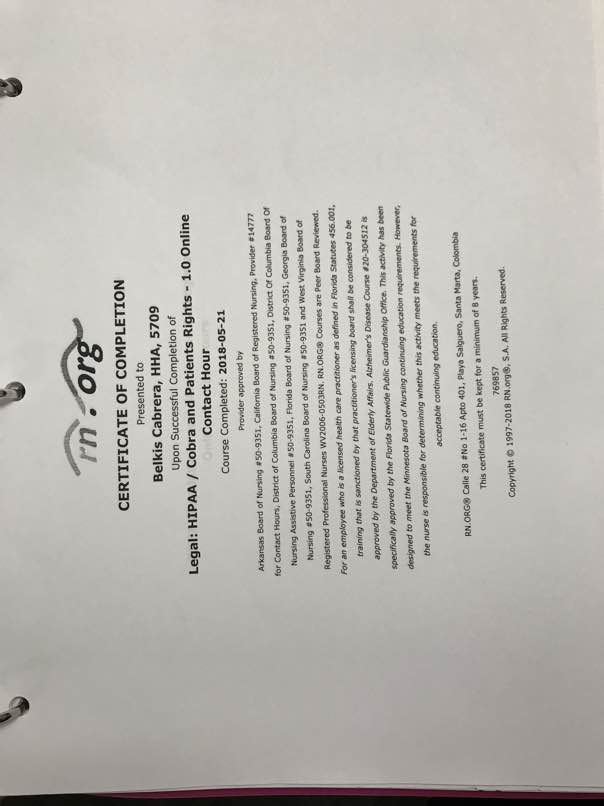 rn.org
CERTIFICATE OF COMPLETION
Presented to
Belkis Cabrera, HHA, 5709
Upon Successful Completion of
Legal: HIPAA / Cobra and Patients Rights - 1.0 Online
Contact Hour
Course Completed: 2018-05-21
Provider approved by
Arkansas Board of Nursing #50-9351, California Board of Registered Nursing, Provider #14777
for Contact Hours, District of Columbia Board of Nursing #50-9351, District Of Columbia Board Of
Nursing Assistive Personnel #50-9351, Florida Board of Nursing #50-9351, Georgia Board of
Nursing #50-9351, South Carolina Board of Nursing #50-9351 and West Virginia Board of
Registered Professional Nurses WV2006-0503RN. RN.ORG® Courses are Peer Board Reviewed.
For an employee who is a licensed health care practitioner as defined in Florida Statutes 456.001,
training that is sanctioned by that practitioner's licensing board shall be considered to be
approved by the Department of Elderly Affairs. Alzheimer's Disease Course #20-304512 is
specifically approved by the Florida Statewide Public Guardianship Office. This activity has been
designed to meet the Minnesota Board of Nursing continuing education requirements. However,
the nurse is responsible for determining whether this activity meets the requirements for
acceptable continuing education.
RN.ORG® Calle 28 #No 1-16 Apto 401, Playa Salguero, Santa Marta, Colombia
This certificate must be kept for a minimum of 8 years.
769857
Copyright © 1997-2018 RN.org®, S.A. All Rights Reserved.